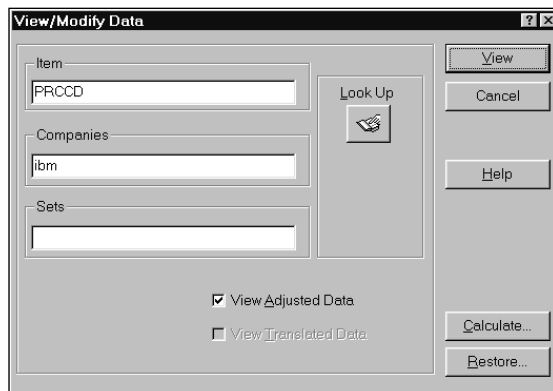 View/Modify Data
Item
PRCCD
Companies
ibm
Sets
Look Up
View Adjusted Data
View Translated Data
View
Cancel
Help
Calculate...
Restore...